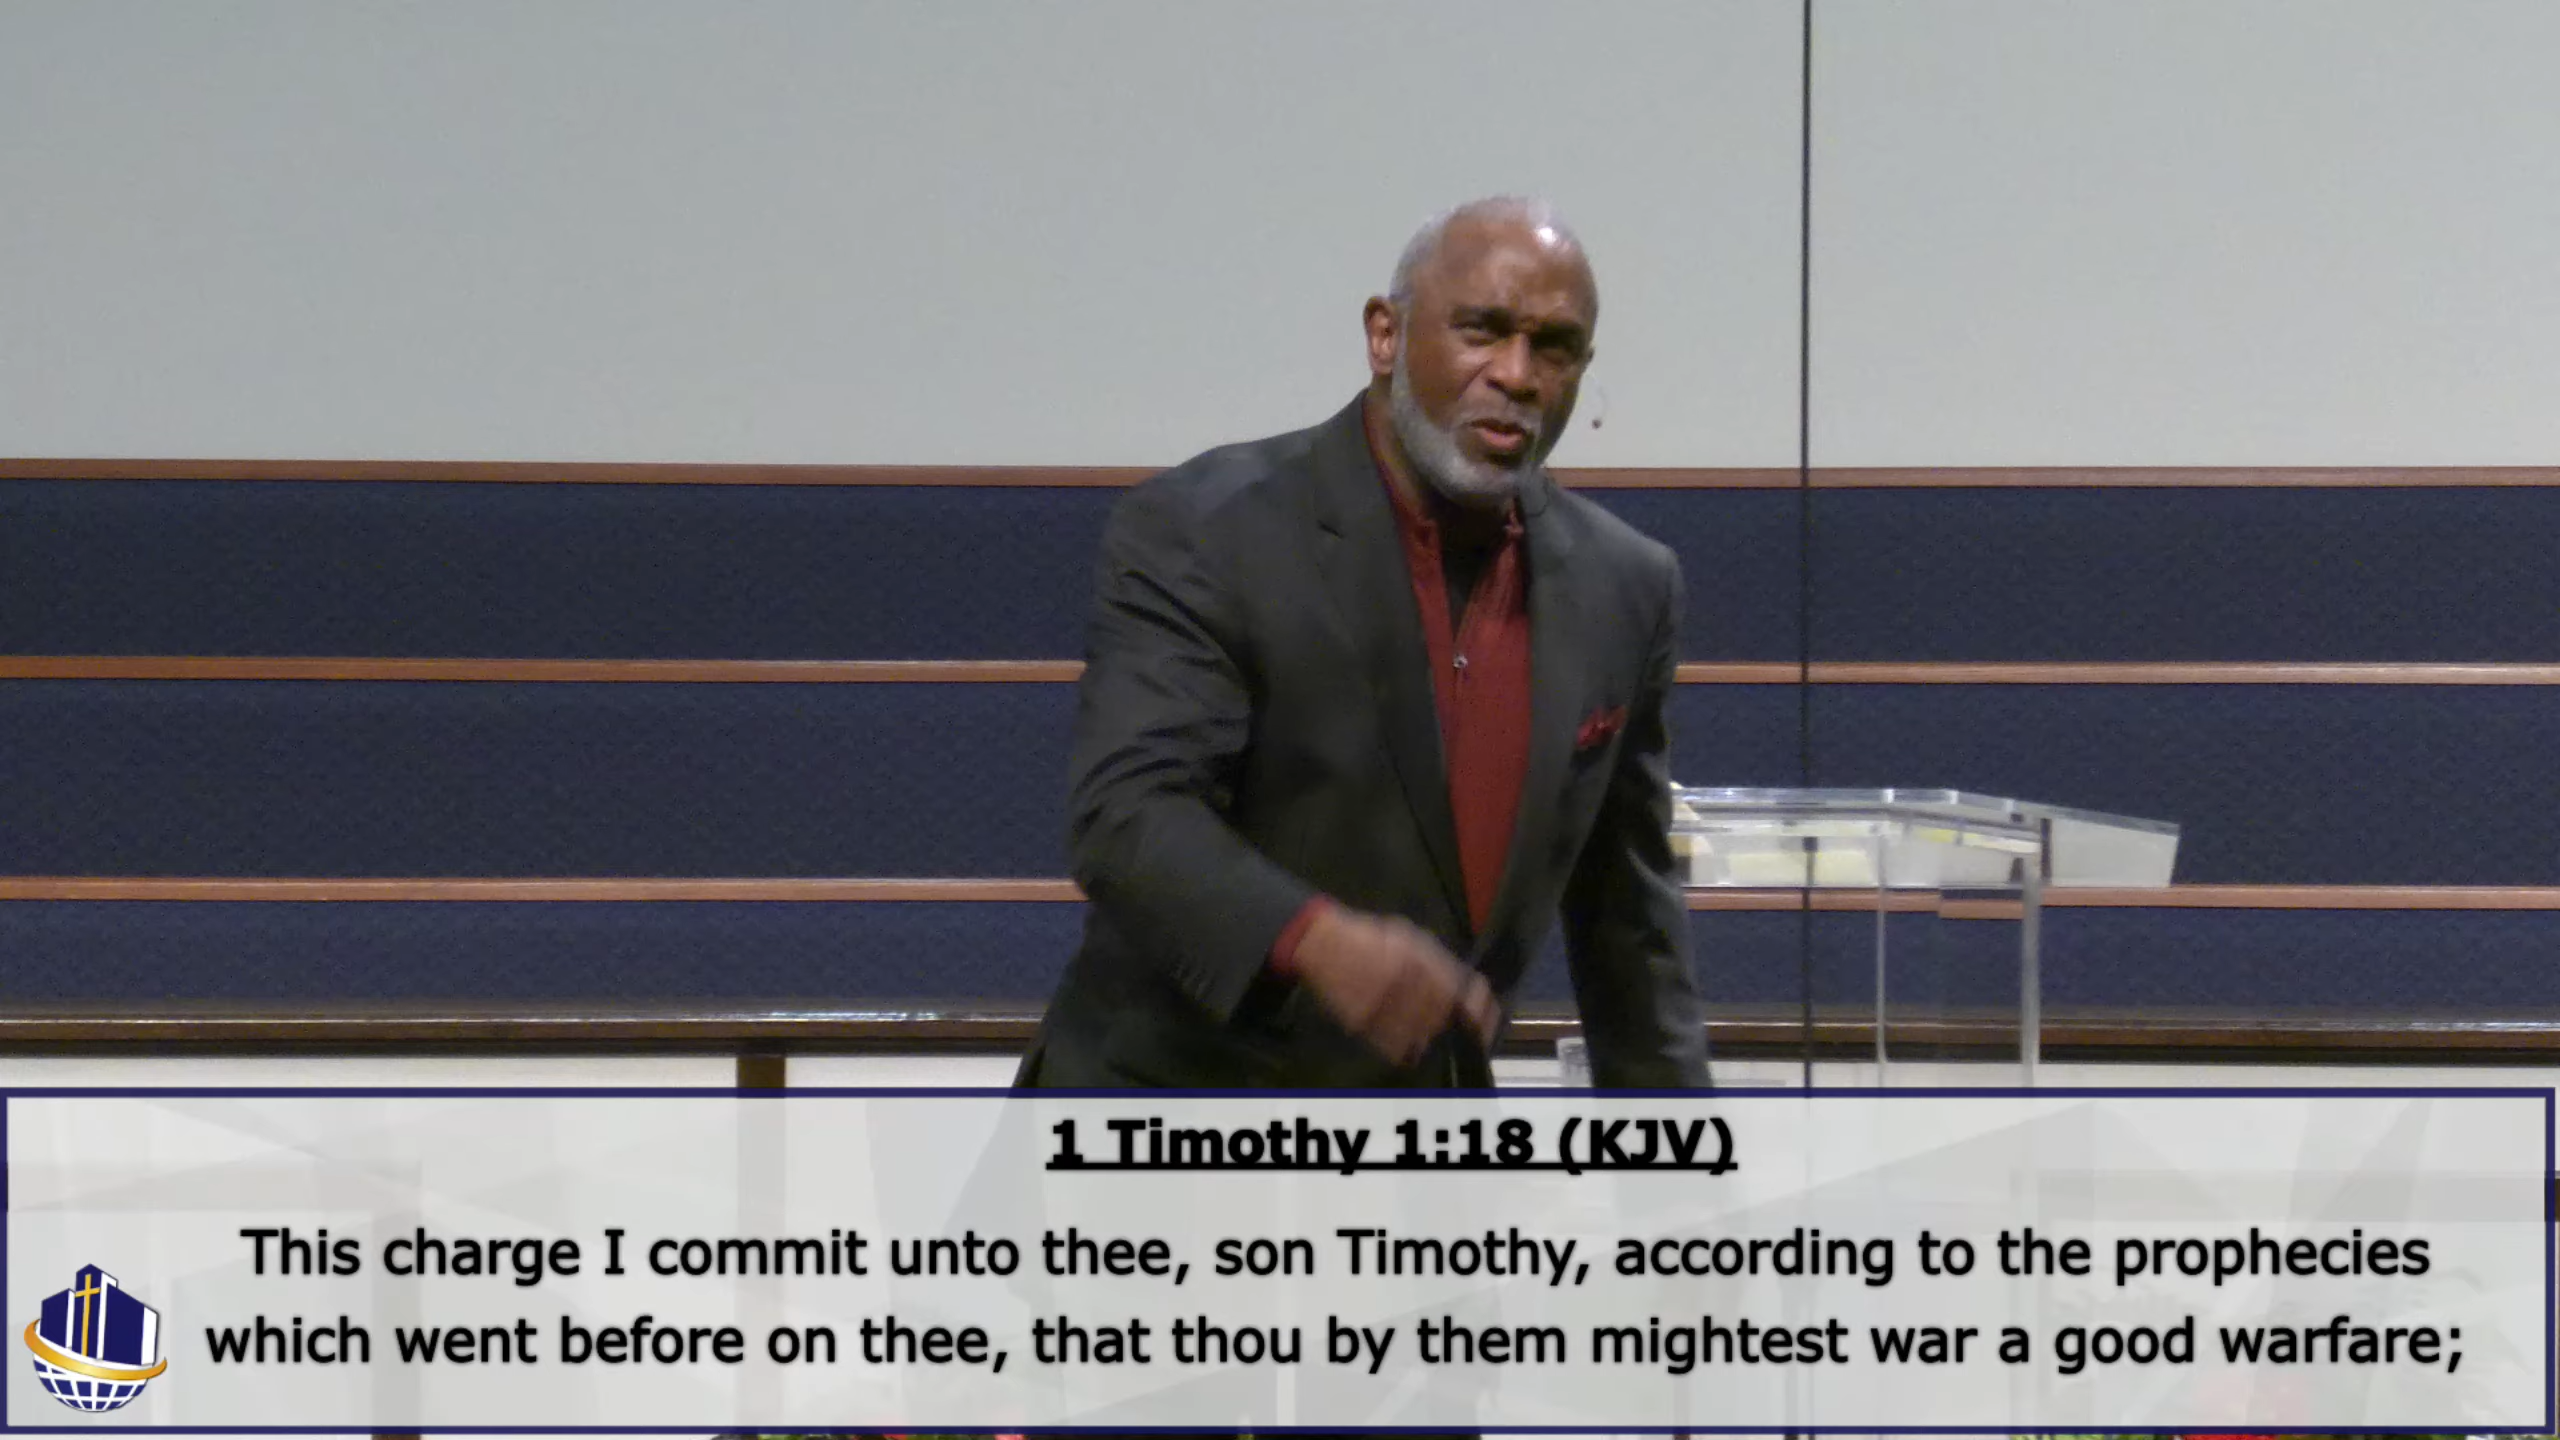 1 Timothy 1:18 (KJV)
This charge I commit unto thee, son Timothy, according to the prophecies
which went before on thee, that thou by them mightest war a good warfare;